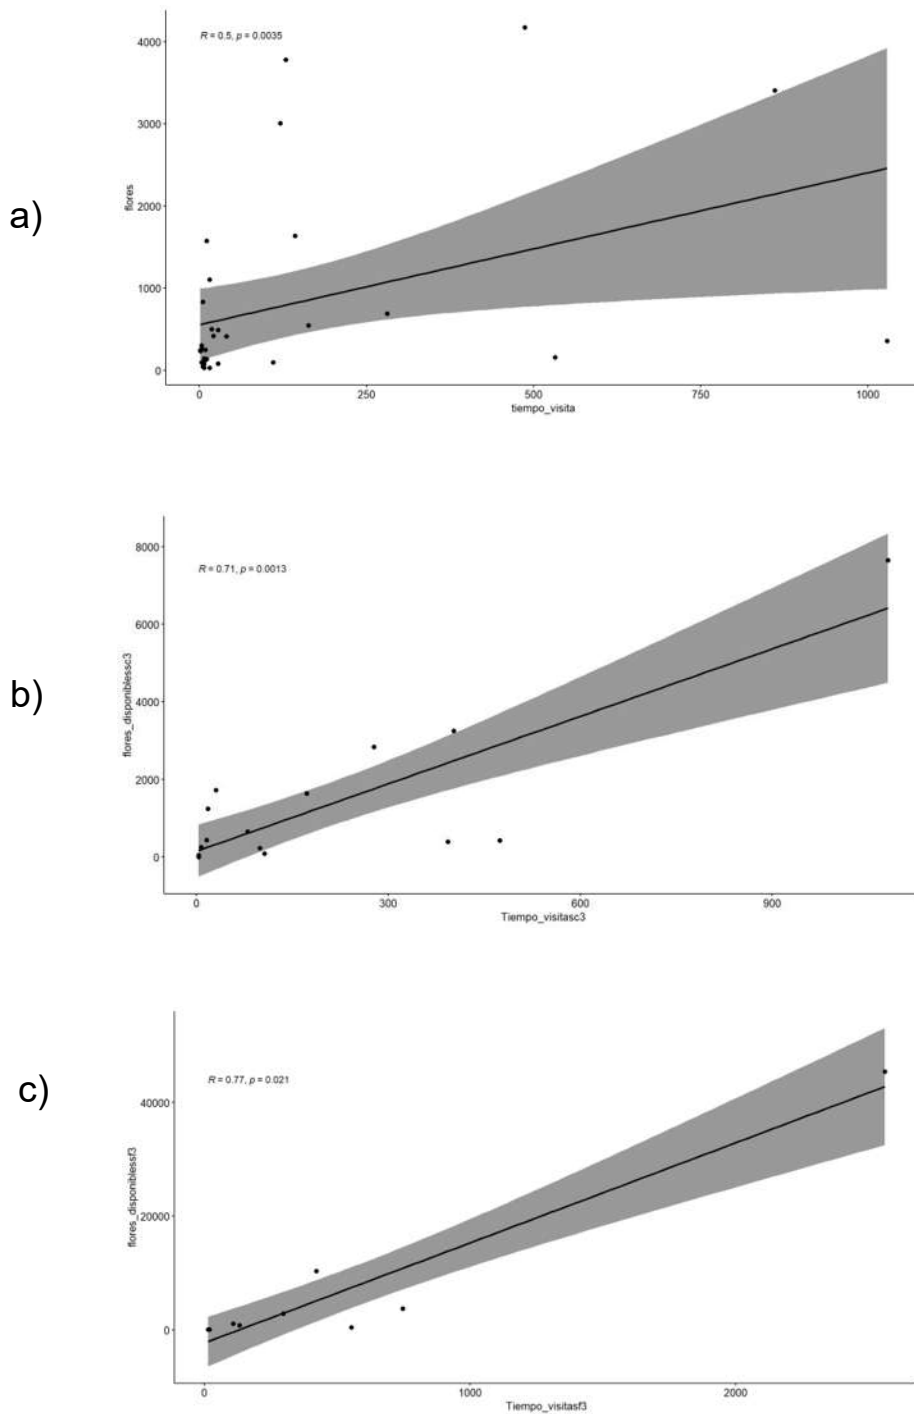 R = 0.5, p = 0.0035
4000
3000
a)
flores
2000
1000
0
0 250 500 750 1000
tiempo_visita
8000
R = 0.71, p = 0.0013
6000
b)
flores_disponiblessc3
4000
2000
0
0 300 600 900
Tiempo_visitasc3
c)
R = 0.77, p = 0.021
40000
flores_disponiblessf3
20000
0
0 1000 2000
Tiempo_visitasf3